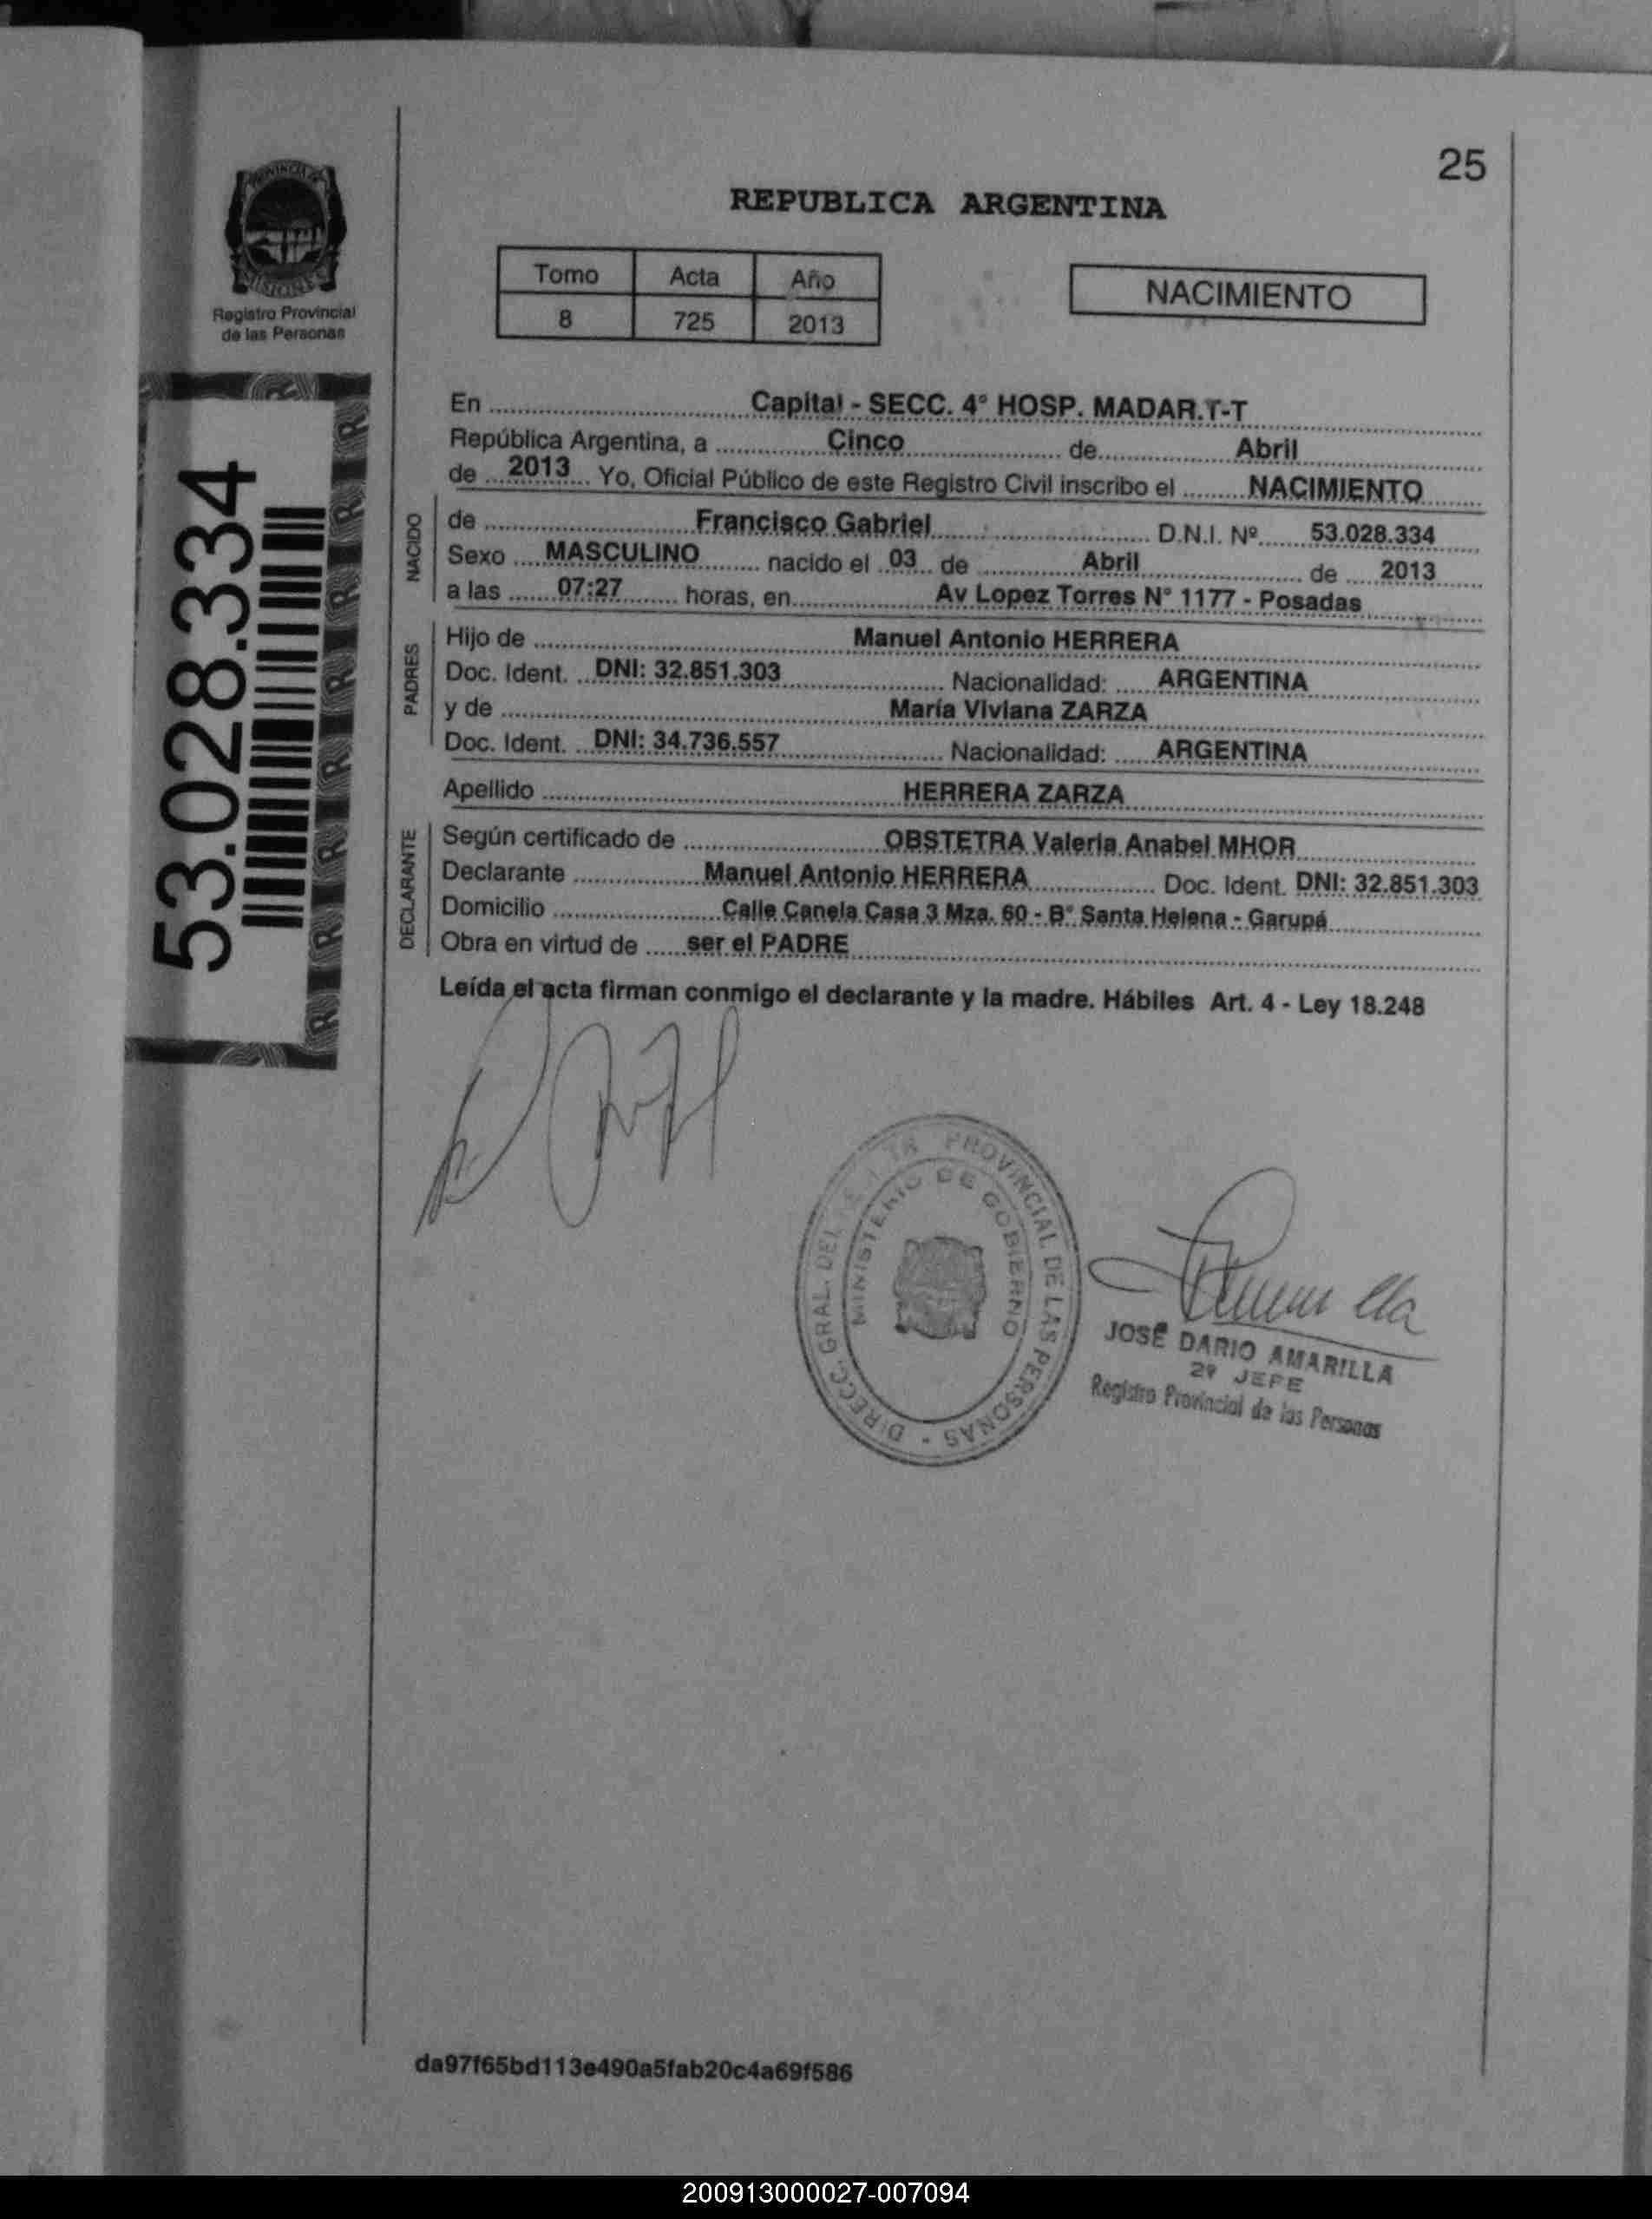 25
REPUBLICA ARGENTINA
PROVINCIA DE
MISIONES
Registro Provincial
de las Personas
Tomo Acta Año
8 725 2013
NACIMIENTO
53.028.334
En Capital - SECC. 4° HOSP. MADAR.T-T
República Argentina, a Cinco de Abril
de 2013 Yo, Oficial Público de este Registro Civil inscribo el NACIMIENTO
NACIDO
de Francisco Gabriel D.N.I. Nº 53.028.334
Sexo MASCULINO nacido el 03 de Abril de 2013
a las 07:27 horas, en Av Lopez Torres N° 1177 - Posadas
PADRES
Hijo de Manuel Antonio HERRERA
Doc. Ident. DNI: 32.851.303 Nacionalidad: ARGENTINA
y de María Viviana ZARZA
Doc. Ident. DNI: 34.736.557 Nacionalidad: ARGENTINA
Apellido HERRERA ZARZA
DECLARANTE
Según certificado de OBSTETRA Valeria Anabel MHOR
Declarante Manuel Antonio HERRERA Doc. Ident. DNI: 32.851.303
Domicilio Calle Canela Casa 3 Mza. 60 - B° Santa Helena - Garupá
Obra en virtud de ser el PADRE
Leída el acta firman conmigo el declarante y la madre. Hábiles Art. 4 - Ley 18.248
DIRECC. GRAL. DEL PROVINCIAL DE LAS PERSONAS -
MINISTERIO DE GOBIERNO
JOSÉ DARIO AMARILLA
2º JEFE
Registro Provincial de las Personas
da97f65bd113e490a5fab20c4a69f586
200913000027-007094